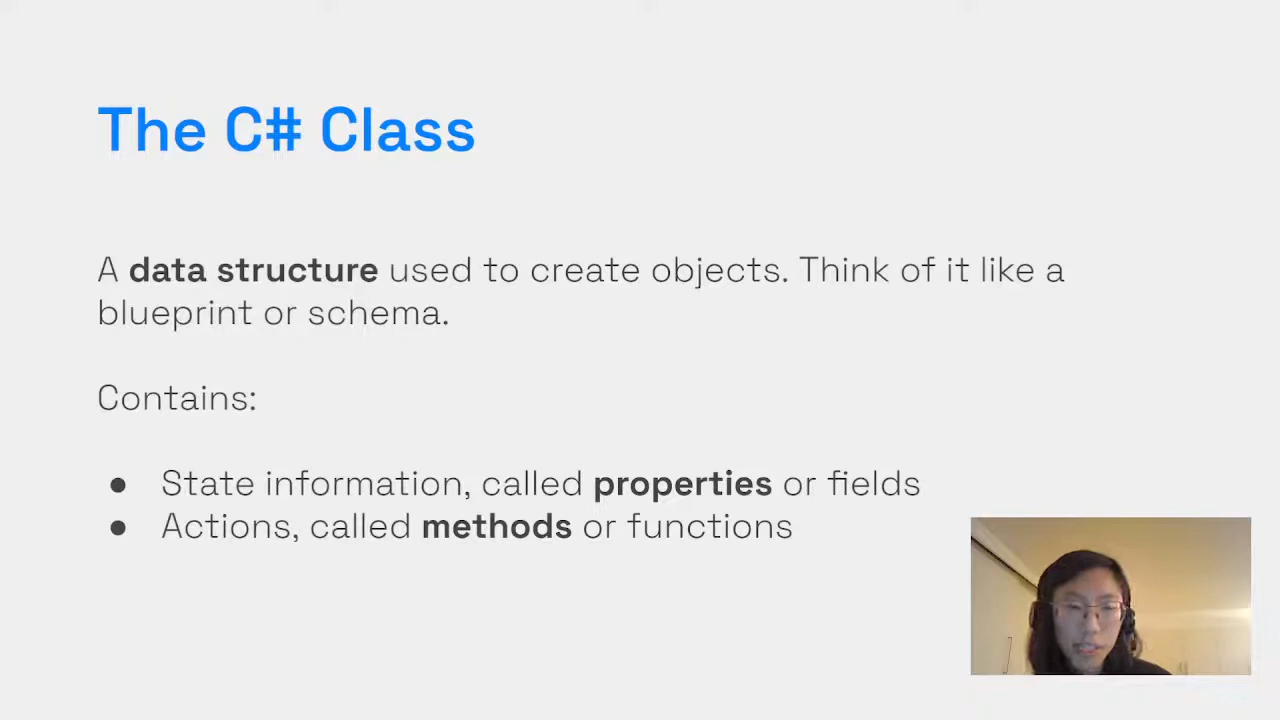 The C# Class
A data structure used to create objects. Think of it like a
blueprint or schema.
Contains:
● State information, called properties or fields
● Actions, called methods or functions